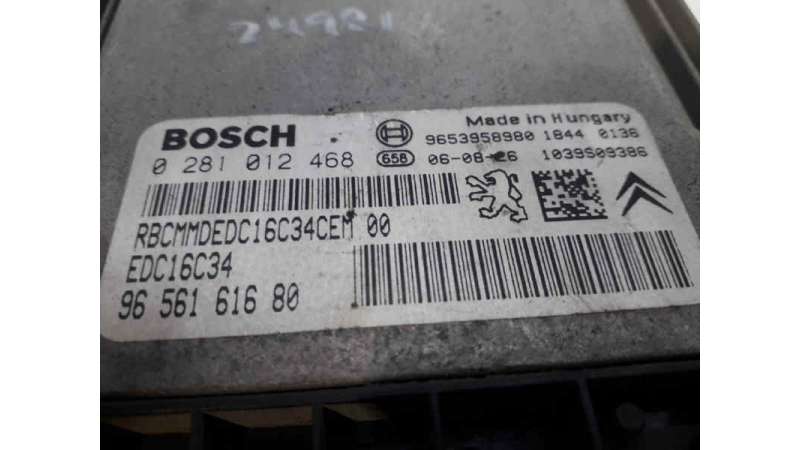 24981
Made in Hungary
BOSCH
9653958980 1844 0136
0 281 012 468 658 06-08-26 1039S09386
RBCMMDEDC16C34CEM 00
EDC16C34
96 561 616 80